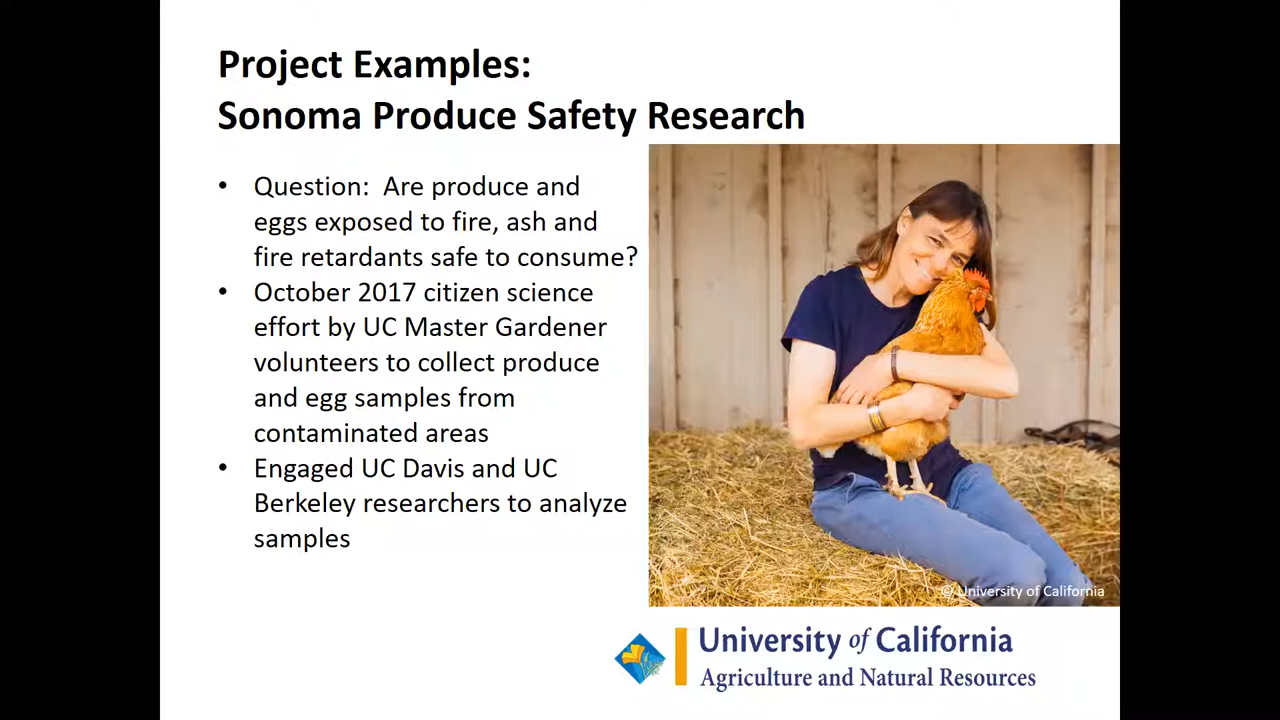 Project Examples:
Sonoma Produce Safety Research
• Question:  Are produce and
eggs exposed to fire, ash and
fire retardants safe to consume?
• October 2017 citizen science
effort by UC Master Gardener
volunteers to collect produce
and egg samples from
contaminated areas
• Engaged UC Davis and UC
Berkeley researchers to analyze
samples
© University of California
University of California
Agriculture and Natural Resources